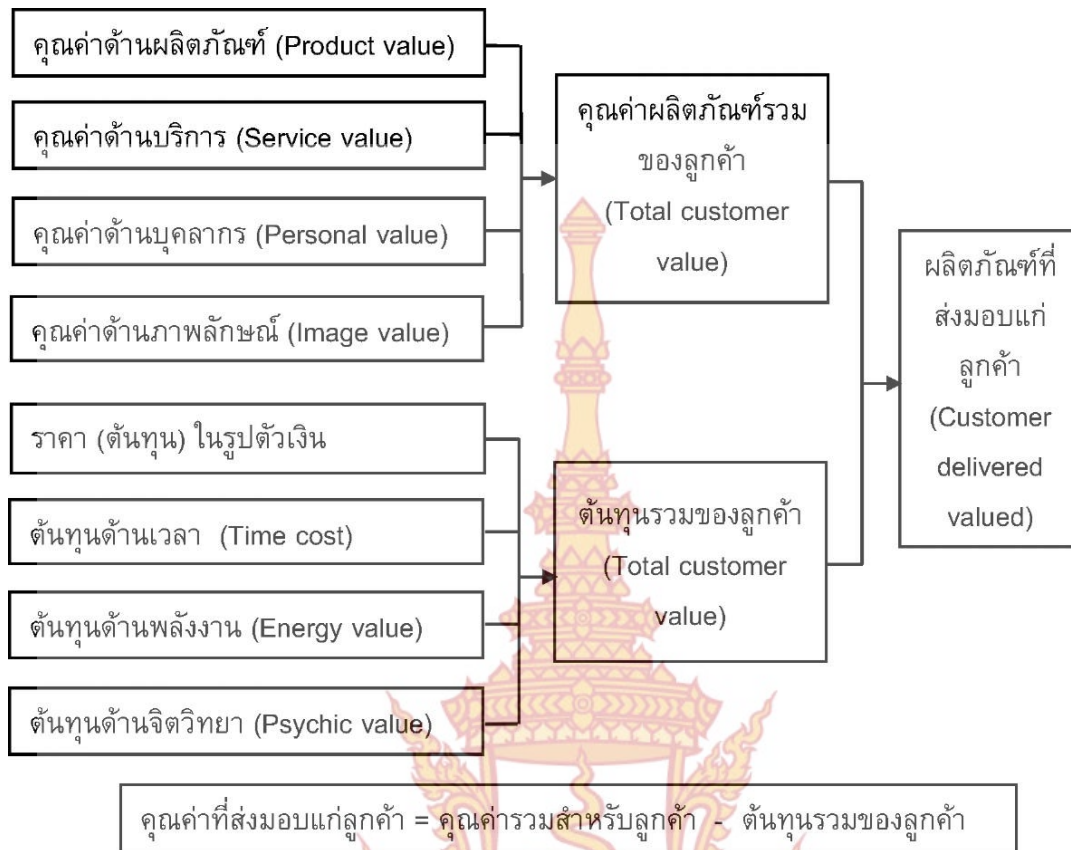 คุณค่าด้านผลิตภัณฑ์ (Product value)
คุณค่าด้านบริการ (Service value)
คุณค่าด้านบุคลากร (Personal value)
คุณค่าด้านภาพลักษณ์ (Image value)
คุณค่าผลิตภัณฑ์รวม
ของลูกค้า
(Total customer
value)
ราคา (ต้นทุน) ในรูปตัวเงิน
ต้นทุนด้านเวลา (Time cost)
ต้นทุนด้านพลังงาน (Energy value)
ต้นทุนด้านจิตวิทยา (Psychic value)
ต้นทุนรวมของลูกค้า
(Total customer
value)
ผลิตภัณฑ์ที่
ส่งมอบแก่
ลูกค้า
(Customer
delivered
valued)
คุณค่าที่ส่งมอบแก่ลูกค้า = คุณค่ารวมสำหรับลูกค้า - ต้นทุนรวมของลูกค้า